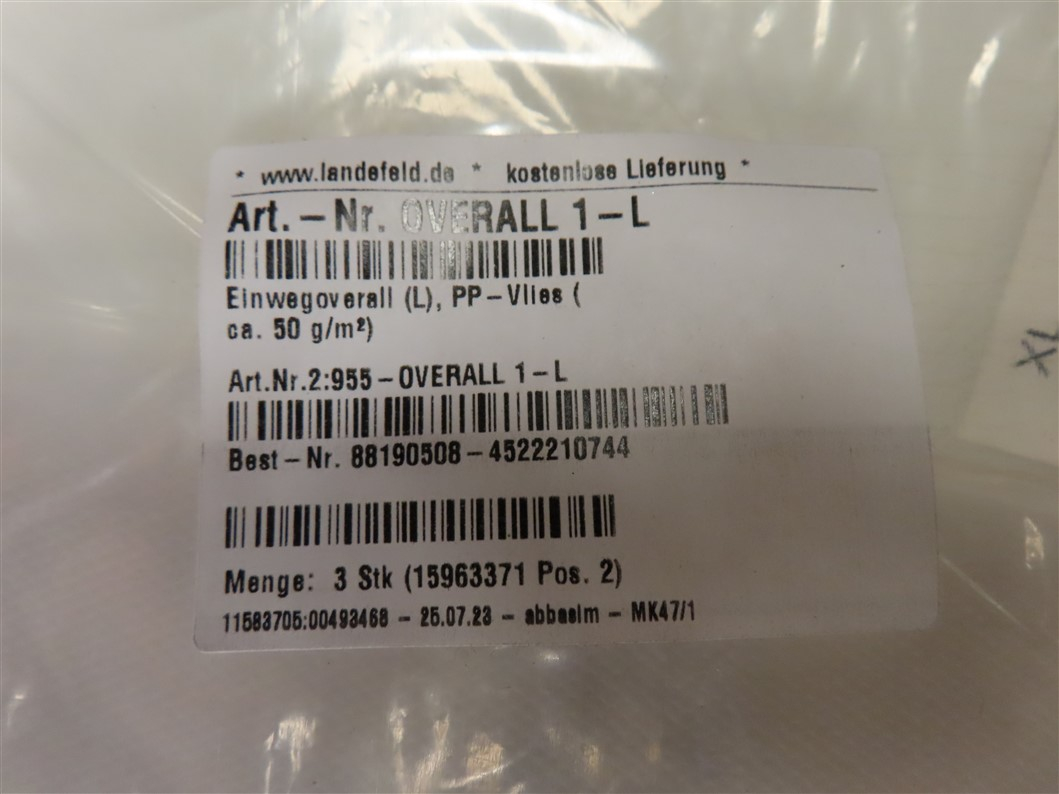 * www.landefeld.de * kostenlose Lieferung *
Art.-Nr. OVERALL 1-L
Einwegoverall (L), PP-Vlies (
ca. 50 g/m²)
Art.Nr.2:955-OVERALL 1-L
Best-Nr. 88190508-4522210744
Menge: 3 Stk (15963371 Pos. 2)
11583705:00493468 - 25.07.23 - abbaslm - MK47/1
XL